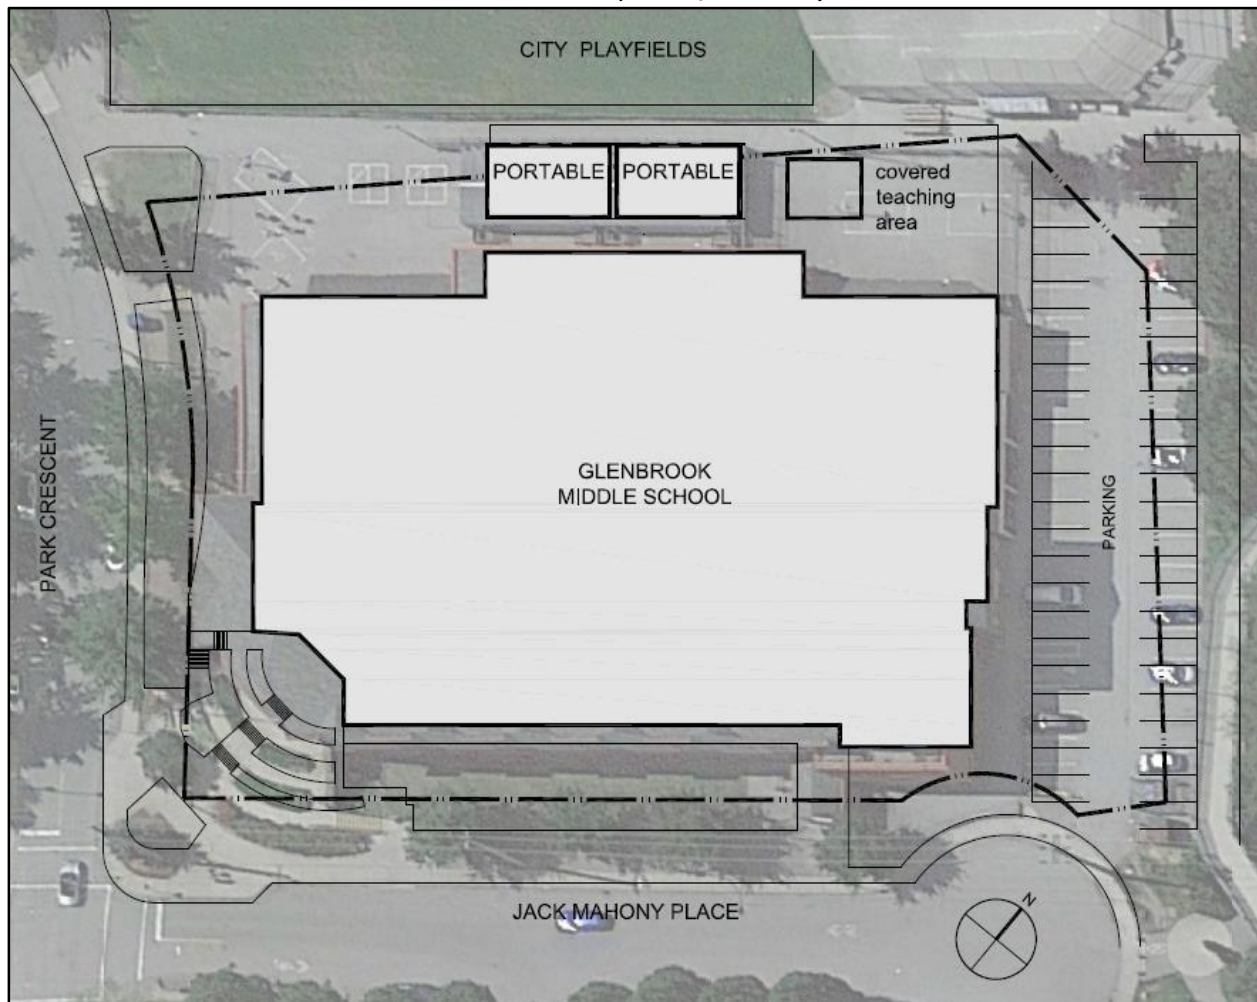 CITY PLAYFIELDS
PORTABLE
PORTABLE
covered
teaching
area
GLENBROOK
MIDDLE SCHOOL
PARK CRESCENT
PARKING
JACK MAHONY PLACE
N